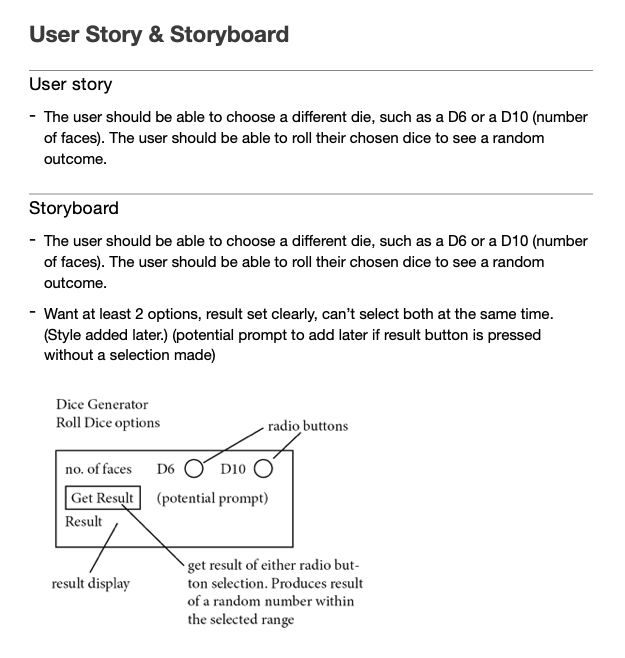 User Story & Storyboard
User story
- The user should be able to choose a different die, such as a D6 or a D10 (number
of faces). The user should be able to roll their chosen dice to see a random
outcome.
Storyboard
- The user should be able to choose a different die, such as a D6 or a D10 (number
of faces). The user should be able to roll their chosen dice to see a random
outcome.
- Want at least 2 options, result set clearly, can’t select both at the same time.
(Style added later.) (potential prompt to add later if result button is pressed
without a selection made)
Dice Generator
Roll Dice options
radio buttons
no. of faces D6 D10
Get Result (potential prompt)
Result
result display
get result of either radio but-
ton selection. Produces result
of a random number within
the selected range